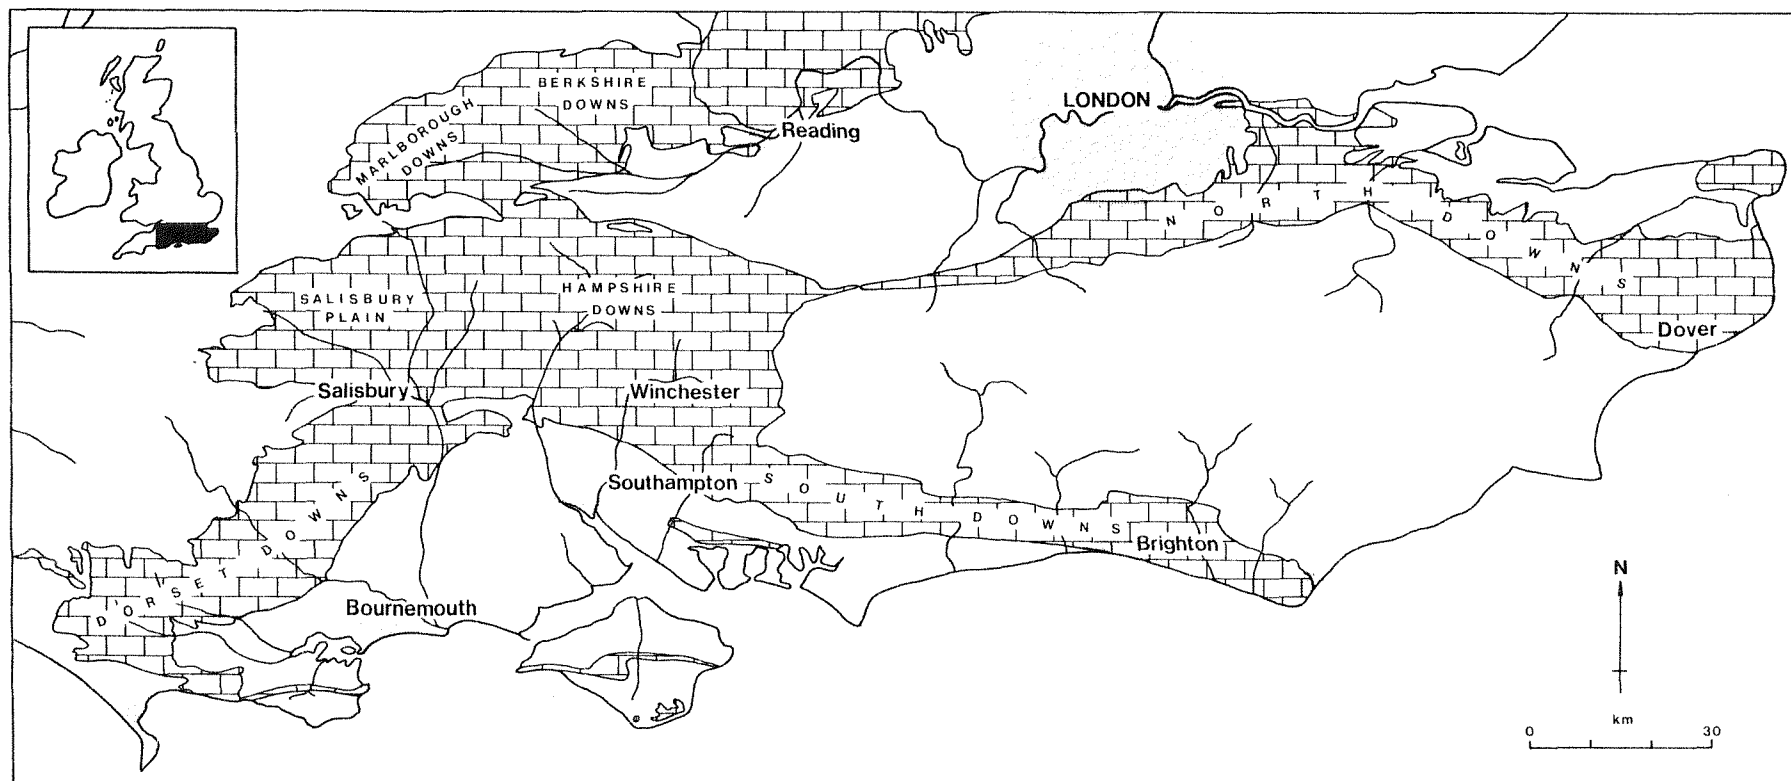 BERKSHIRE
DOWNS
MARLBOROUGH
DOWNS
Reading
LONDON
NORTH DOWNS
SALISBURY
PLAIN
HAMPSHIRE
DOWNS
Dover
Salisbury
Winchester
Southampton
SOUTH DOWNS
Brighton
DORSET DOWNS
Bournemouth
N
km
0 30